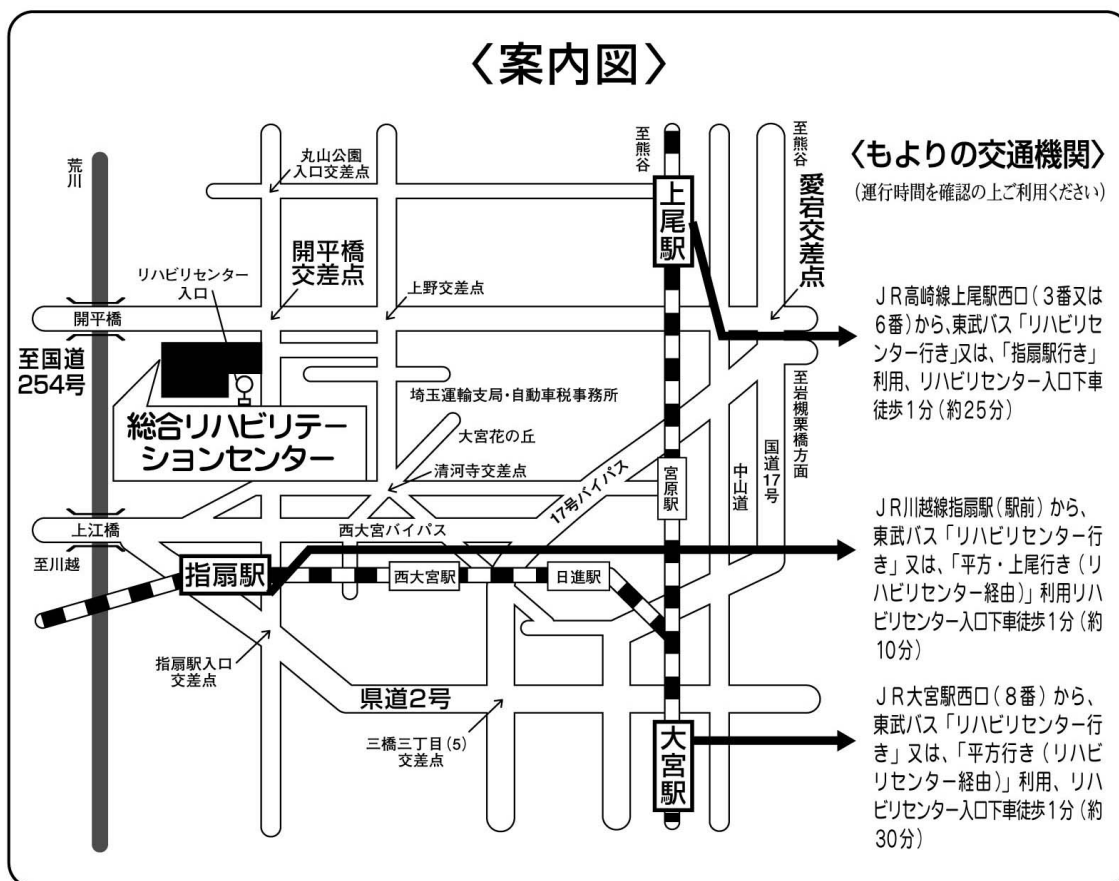 〈案内図〉
荒川
丸山公園
入口交差点
至熊谷
上尾駅
至熊谷
愛宕交差点
リハビリセンター
入口
開平橋
交差点
上野交差点
開平橋
至国道
254号
総合リハビリテー
ションセンター
埼玉運輸支局・自動車税事務所
大宮花の丘
清河寺交差点
17号バイパス
宮原駅
中山道
国道17号
至岩槻栗橋方面
上江橋
至川越
西大宮バイパス
指扇駅
西大宮駅
日進駅
指扇駅入口
交差点
県道2号
三橋三丁目(5)
交差点
大宮駅
〈もよりの交通機関〉
(運行時間を確認の上ご利用ください)
JR高崎線上尾駅西口(3番又は
6番)から、東武バス「リハビリセ
ンター行き」又は、「指扇駅行き」
利用、リハビリセンター入口下車
徒歩1分(約25分)
JR川越線指扇駅(駅前)から、
東武バス「リハビリセンター行
き」又は、「平方・上尾行き(リ
ハビリセンター経由)」利用リハ
ビリセンター入口下車徒歩1分(約
10分)
JR大宮駅西口(8番)から、
東武バス「リハビリセンター行
き」又は、「平方行き(リハビ
リセンター経由)」利用、リハ
ビリセンター入口下車徒歩1分(約
30分)